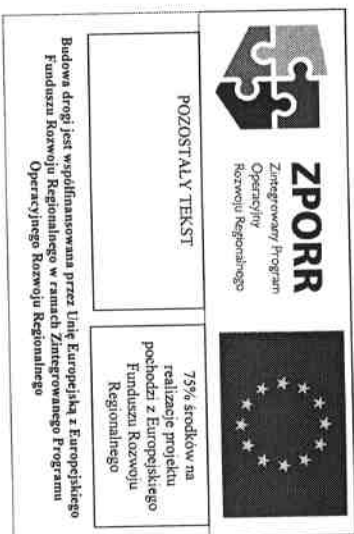 ZPORR
Zintegrowany Program
Operacyjny
Rozwoju Regionalnego
POZOSTAŁY TEKST
75% środków na
realizację projektu
pochodzi z Europejskiego
Funduszu Rozwoju
Regionalnego
Budowa drogi jest współfinansowana przez Unię Europejską z Europejskiego
Funduszu Rozwoju Regionalnego w ramach Zintegrowanego Programu
Operacyjnego Rozwoju Regionalnego